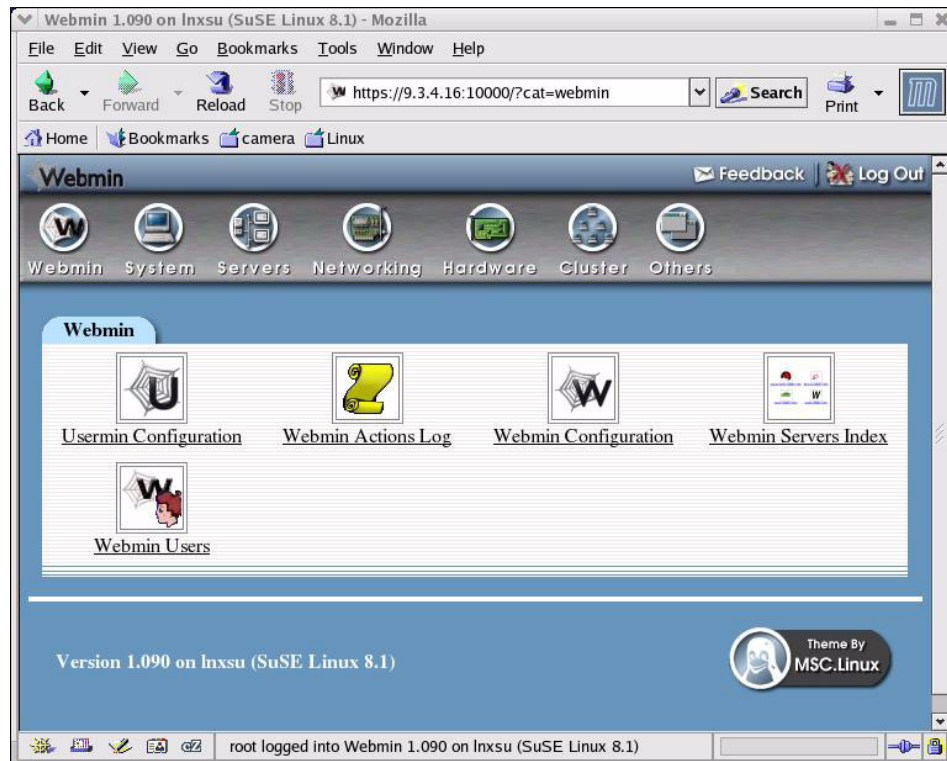 Webmin 1.090 on lnxsu (SuSE Linux 8.1) - Mozilla
File Edit View Go Bookmarks Tools Window Help
Back Forward Reload Stop https://9.3.4.16:10000/?cat=webmin Search Print
Home Bookmarks camera Linux
Webmin Feedback Log Out
Webmin System Servers Networking Hardware Cluster Others
Webmin
Usermin Configuration Webmin Actions Log Webmin Configuration Webmin Servers Index
Webmin Users
Version 1.090 on lnxsu (SuSE Linux 8.1)
Theme By
MSC.Linux
root logged into Webmin 1.090 on lnxsu (SuSE Linux 8.1)